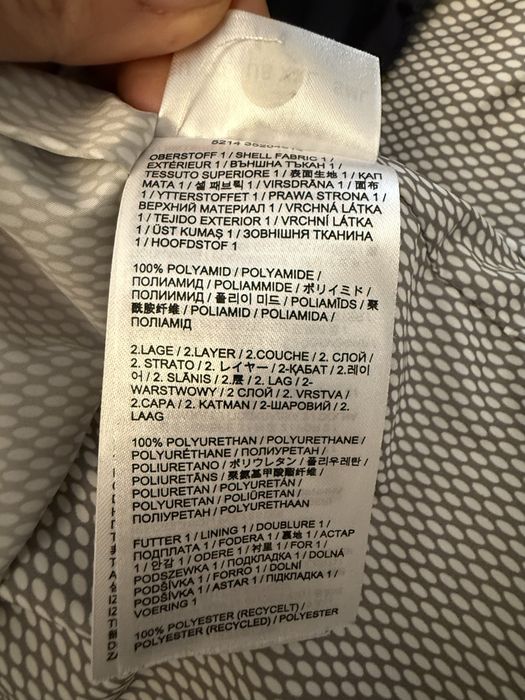 OBERSTOFF 1 / SHELL FABRIC 1 /
EXTÉRIEUR 1 / ВЪНШНА ТЪКАН 1 /
TESSUTO SUPERIORE 1 / 表面生地 1 / ҚАП
МАТА 1 / 셸 패브릭 1 / VIRSDRĀNA 1 / 面布
1 / YTTERSTOFFET 1 / PRAWA STRONA 1 /
ВЕРХНИЙ МАТЕРИАЛ 1 / VRCHNÁ LÁTKA
1 / TEJIDO EXTERIOR 1 / VRCHNÍ LÁTKA
1 / ÜST KUMAŞ 1 / ЗОВНІШНЯ ТКАНИНА
1 / HOOFDSTOF 1
100% POLYAMID / POLYAMIDE /
ПОЛИАМИД / POLIAMMIDE / ポリイミド /
ПОЛИИМИД / 폴리이 미드 / POLIAMĪDS / 聚
酰胺纤维 / POLIAMID / POLIAMIDA /
ПОЛІАМІД
2.LAGE / 2.LAYER / 2.COUCHE / 2. СЛОЙ /
2. STRATO / 2. レイヤー / 2-ҚАБАТ / 2.레이
어 / 2. SLĀNIS / 2.层 / 2. LAG / 2-
WARSTWOWY / 2 СЛОЙ / 2. VRSTVA /
2.CAPA / 2. KATMAN / 2-ШАРОВИЙ / 2.
LAAG
100% POLYURETHAN / POLYURETHANE /
POLYURÉTHANE / ПОЛИУРЕТАН /
POLIURETANO / ポリウレタン / 폴리우레탄 /
POLIURETĀNS / 聚氨基甲酸酯纤维 /
POLIURETAN / POLYURETÁN /
POLYURETAN / POLIÜRETAN /
ПОЛІУРЕТАН / POLYURETHAAN
FUTTER 1 / LINING 1 / DOUBLURE 1 /
ПОДПЛАТА 1 / FODERA 1 / 裏地 1 / АСТАР
1 / 안감 1 / ODERE 1 / 衬里 1 / FOR 1 /
PODSZEWKA 1 / ПОДКЛАДКА 1 / DOLNÁ
PODŠÍVKA 1 / FORRO 1 / DOLNÍ
PODŠÍVKA 1 / ASTAR 1 / ПІДКЛАДКА 1 /
VOERING 1
100% POLYESTER (RECYCELT) /
POLYESTER (RECYCLED) / POLYESTER